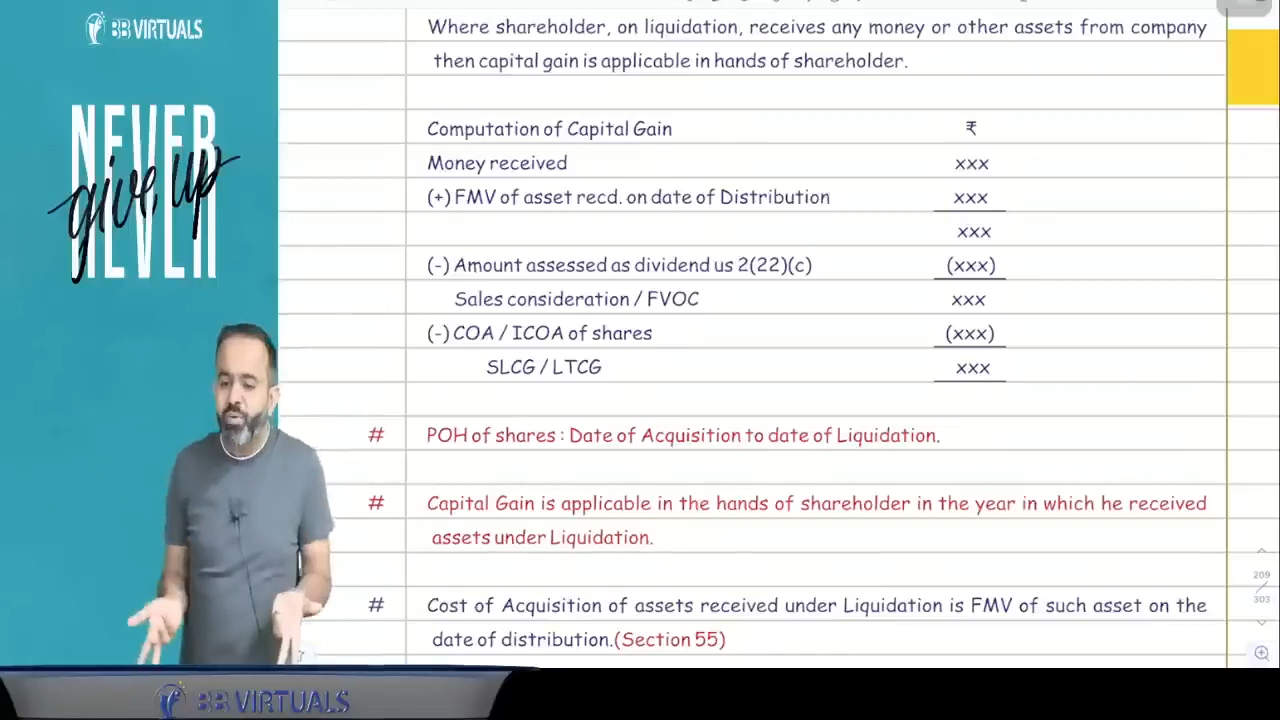 BB VIRTUALS
NEVER
give up
NEVER
Where shareholder, on liquidation, receives any money or other assets from company
then capital gain is applicable in hands of shareholder.
Computation of Capital Gain ₹
Money received xxx
(+) FMV of asset recd. on date of Distribution xxx
xxx
(-) Amount assessed as dividend us 2(22)(c) (xxx)
Sales consideration / FVOC xxx
(-) COA / ICOA of shares (xxx)
SLCG / LTCG xxx
# POH of shares : Date of Acquisition to date of Liquidation.
# Capital Gain is applicable in the hands of shareholder in the year in which he received
assets under Liquidation.
# Cost of Acquisition of assets received under Liquidation is FMV of such asset on the
date of distribution.(Section 55)
209
303
BB VIRTUALS